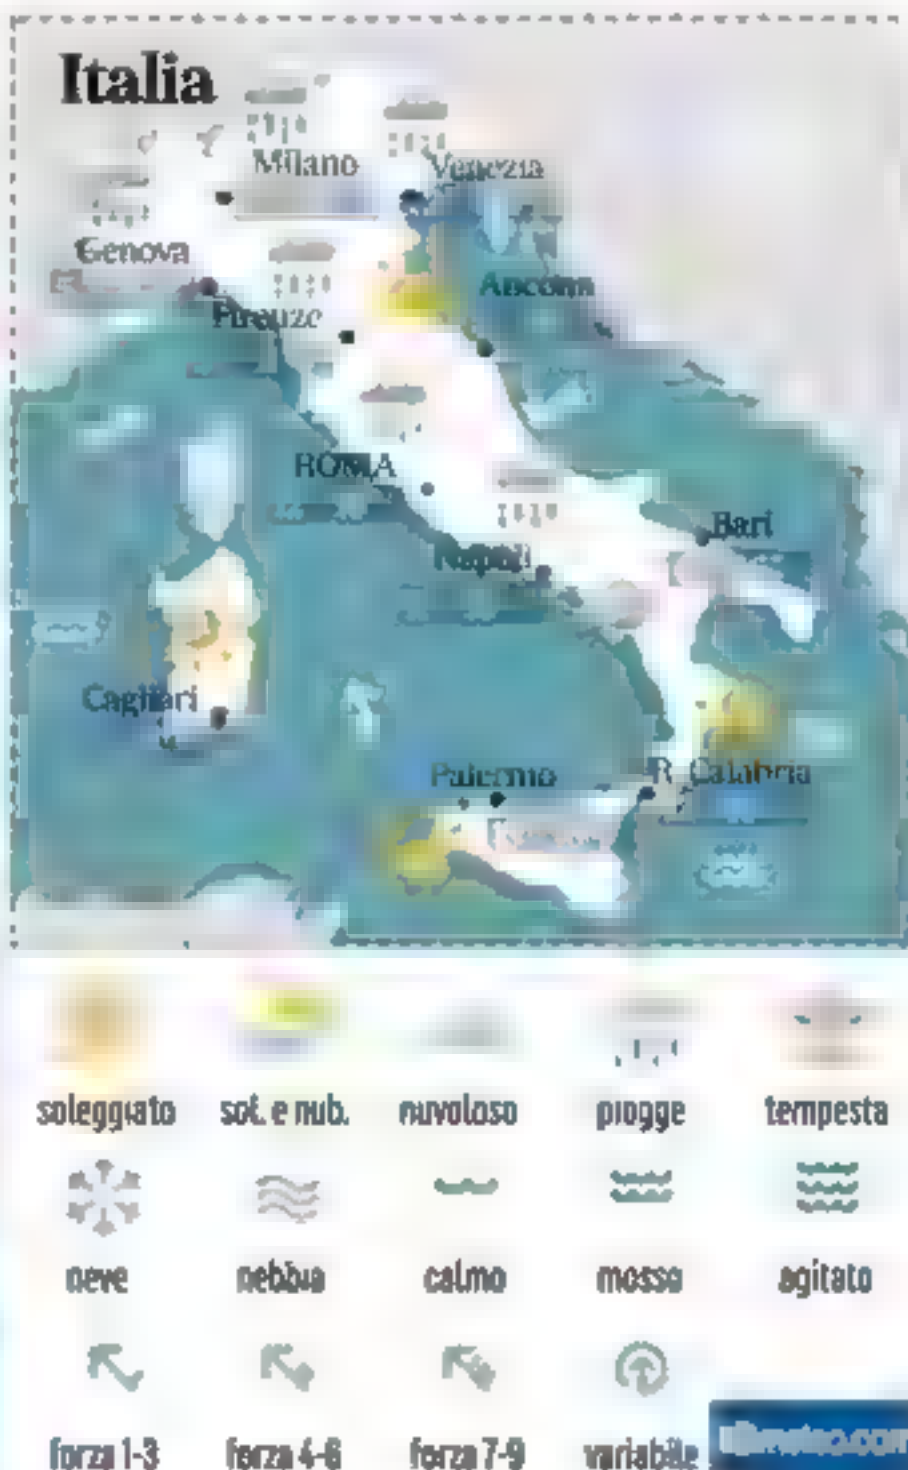 Italia
Milano
Venezia
Genova
Ancona
Firenze
ROMA
Bari
Napoli
Cagliari
Palermo
R. Calabria
soleggiato
sol. e nub.
nuvoloso
piogge
tempesta
neve
nebbia
calmo
mosso
agitato
forza 1-3
forza 4-6
forza 7-9
variabile